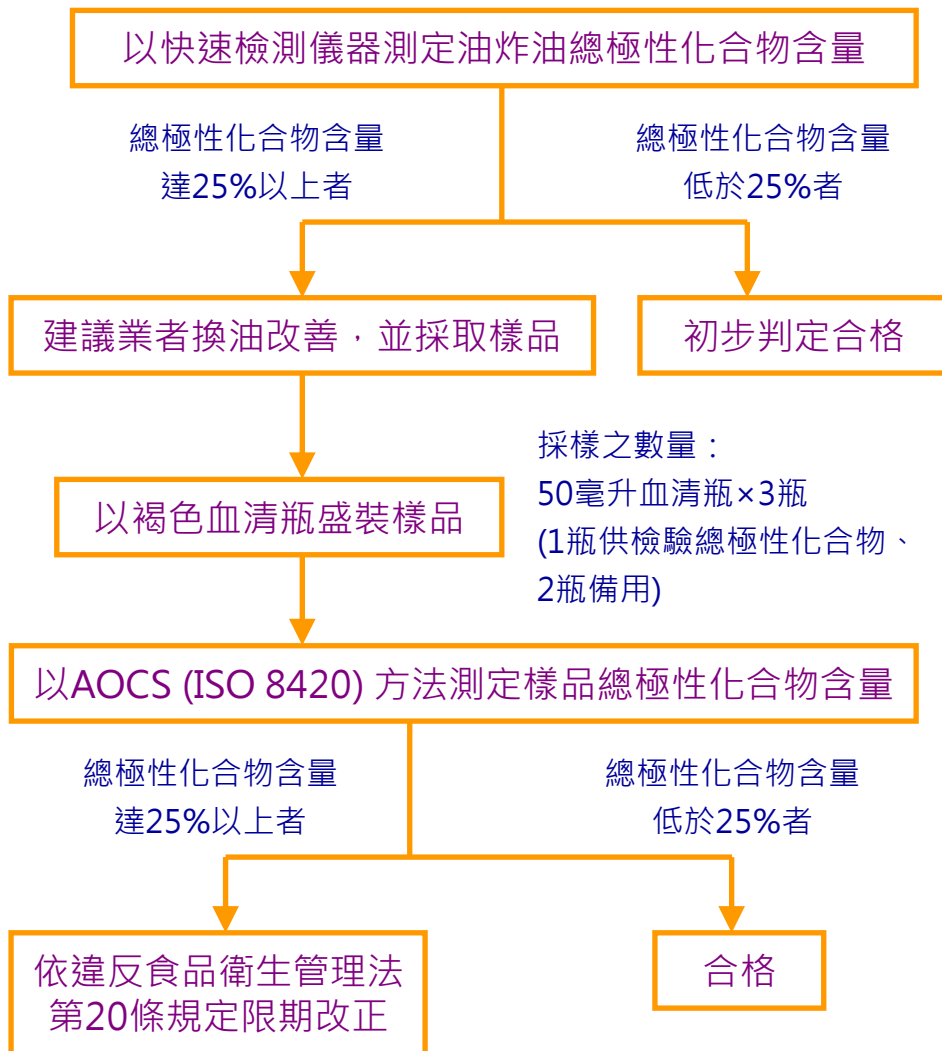 以快速檢測儀器測定油炸油總極性化合物含量
總極性化合物含量
達25%以上者
總極性化合物含量
低於25%者
建議業者換油改善，並採取樣品
初步判定合格
採樣之數量：
50毫升血清瓶×3瓶
(1瓶供檢驗總極性化合物、
2瓶備用)
以褐色血清瓶盛裝樣品
以AOCS (ISO 8420) 方法測定樣品總極性化合物含量
總極性化合物含量
達25%以上者
總極性化合物含量
低於25%者
依違反食品衛生管理法
第20條規定限期改正
合格